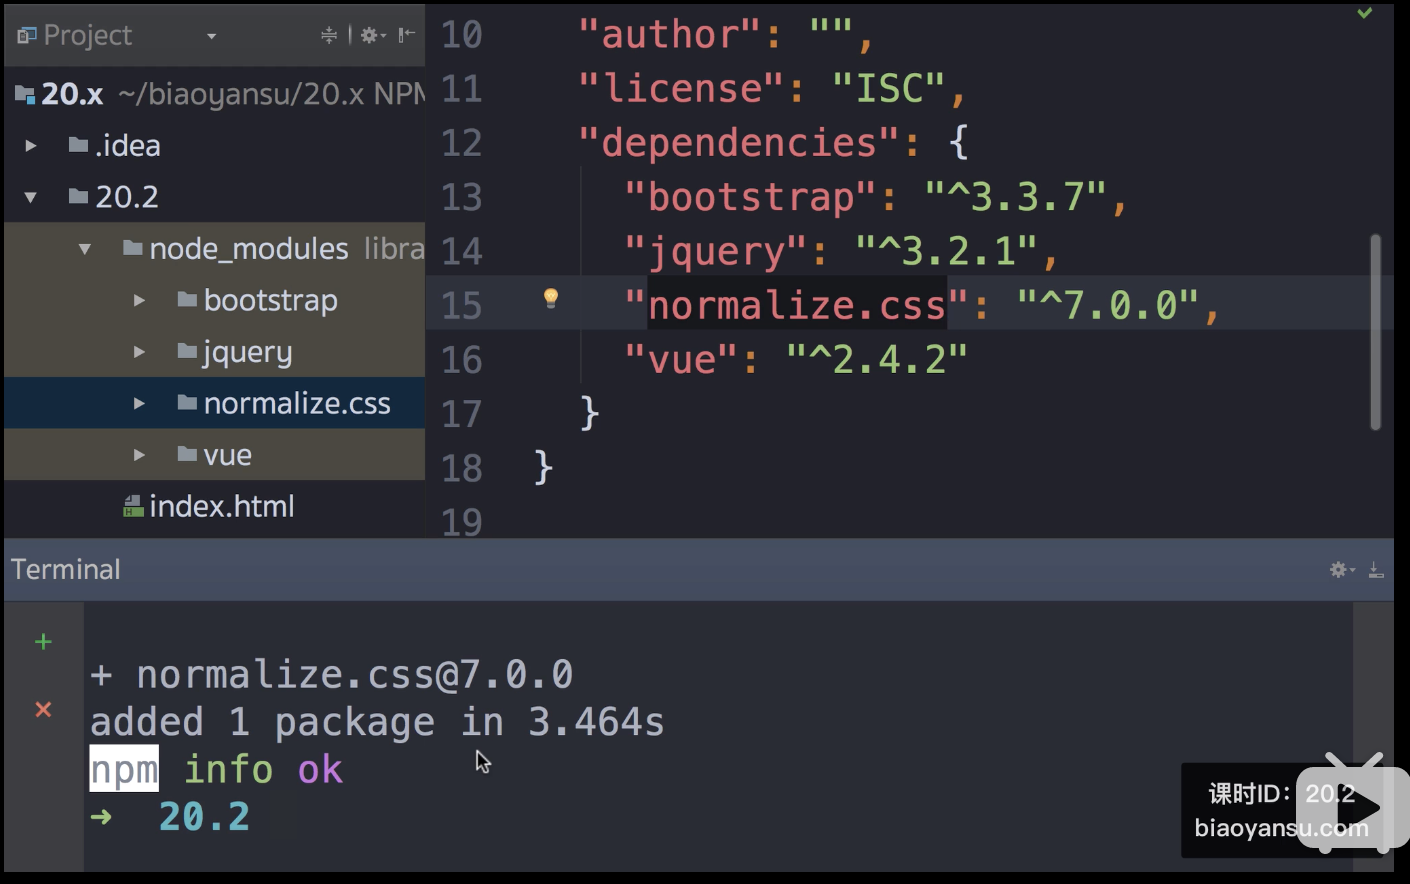 Project
20.x ~/biaoyansu/20.x NPM
.idea
20.2
node_modules libra
bootstrap
jquery
normalize.css
vue
index.html
10 "author": "",
11 "license": "ISC",
12 "dependencies": {
13 "bootstrap": "^3.3.7",
14 "jquery": "^3.2.1",
15 "normalize.css": "^7.0.0",
16 "vue": "^2.4.2"
17 }
18 }
19
Terminal
+ normalize.css@7.0.0
added 1 package in 3.464s
npm info ok
➜ 20.2
课时ID：20.2
biaoyansu.com